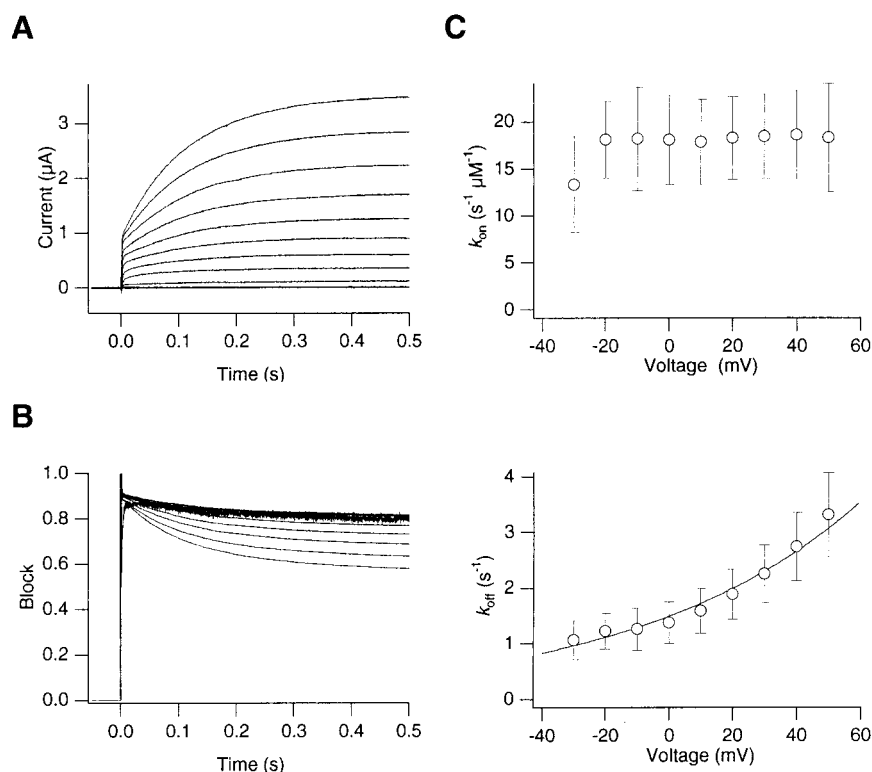 A
Current (µA)
3
2
1
0
0.0 0.1 0.2 0.3 0.4 0.5
Time (s)
B
Block
1.0
0.8
0.6
0.4
0.2
0.0
0.0 0.1 0.2 0.3 0.4 0.5
Time (s)
C
kon (s-1 µM-1)
20
15
10
5
0
-40 -20 0 20 40 60
Voltage (mV)
koff (s-1)
4
3
2
1
0
-40 -20 0 20 40 60
Voltage (mV)